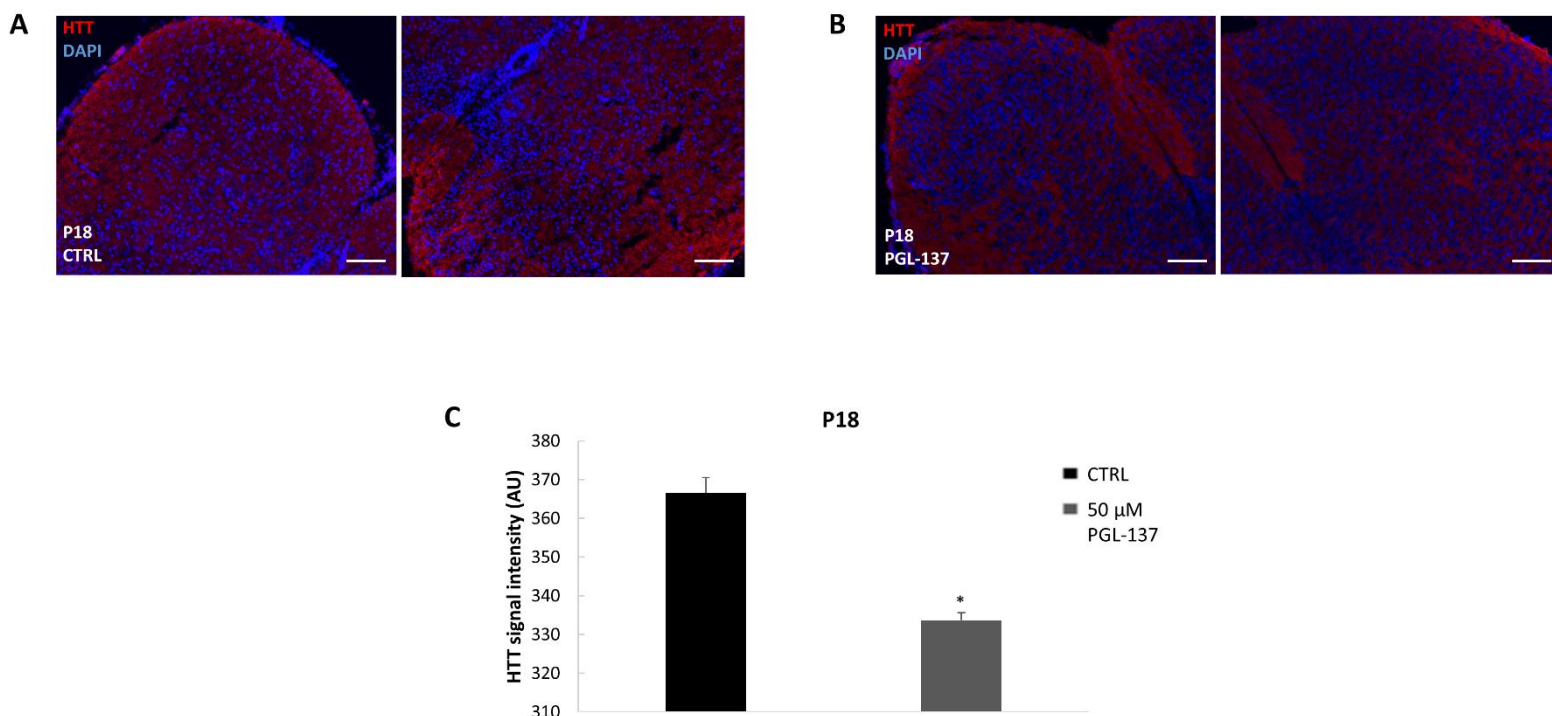 A
HTT
DAPI
P18
CTRL
B
HTT
DAPI
P18
PGL-137
C
P18
HTT signal intensity (AU)
380
370
360
350
340
330
320
310
*
CTRL
50 μM
PGL-137